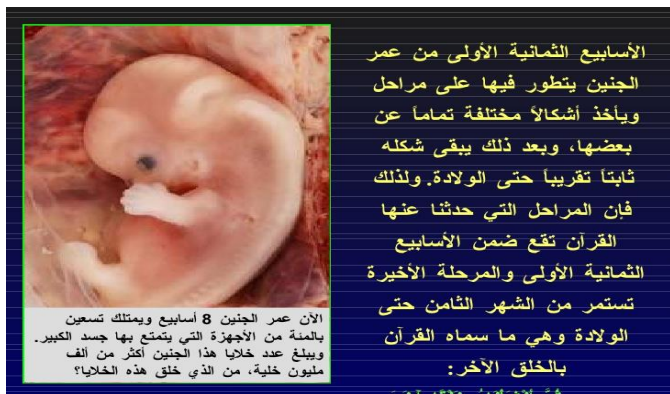 الأسابيع الثمانية الأولى من عمر
الجنين يتطور فيها على مراحل
ويأخذ أشكالاً مختلفة تماماً عن
بعضها، وبعد ذلك يبقى شكله
ثابتاً تقريباً حتى الولادة. ولذلك
فإن المراحل التي حدثنا عنها
القرآن تقع ضمن الأسابيع
الثمانية الأولى والمرحلة الأخيرة
تستمر من الشهر الثامن حتى
الولادة وهي ما سماه القرآن
بالخلق الآخر:
الآن عمر الجنين 8 أسابيع ويمتلك تسعين
بالمئة من الأجهزة التي يتمتع بها جسد الكبير.
ويبلغ عدد خلايا هذا الجنين أكثر من ألف
مليون خلية، من الذي خلق هذه الخلايا؟